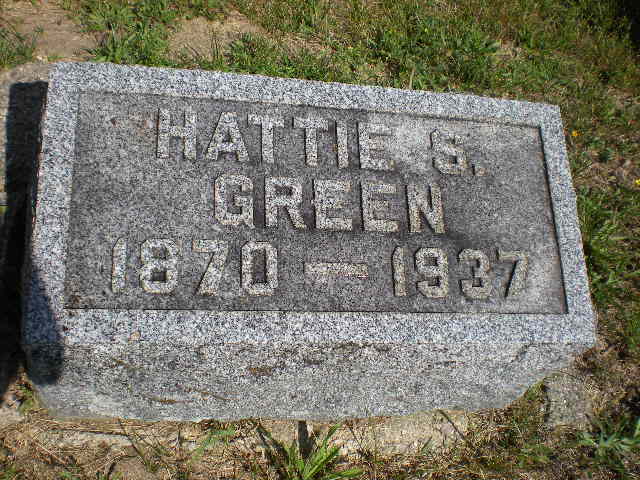 HATTIE S.
GREEN
1870 — 1937